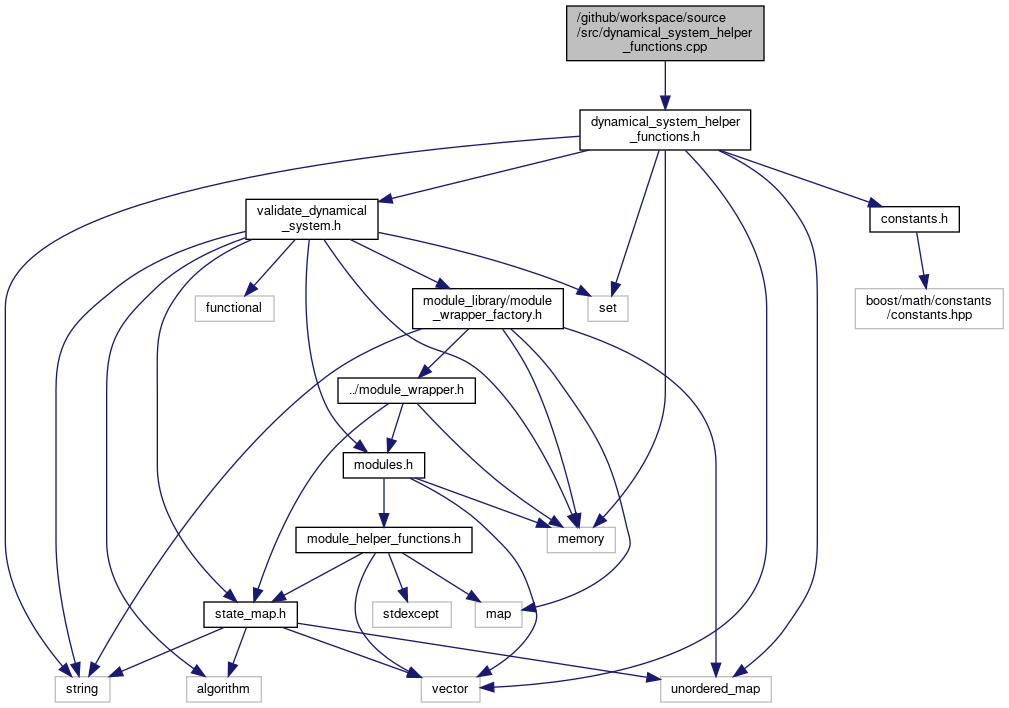 /github/workspace/source
/src/dynamical_system_helper
_functions.cpp
dynamical_system_helper
_functions.h
validate_dynamical
_system.h
constants.h
functional
module_library/module
_wrapper_factory.h
set
boost/math/constants
/constants.hpp
../module_wrapper.h
modules.h
module_helper_functions.h
memory
state_map.h
stdexcept
map
string
algorithm
vector
unordered_map